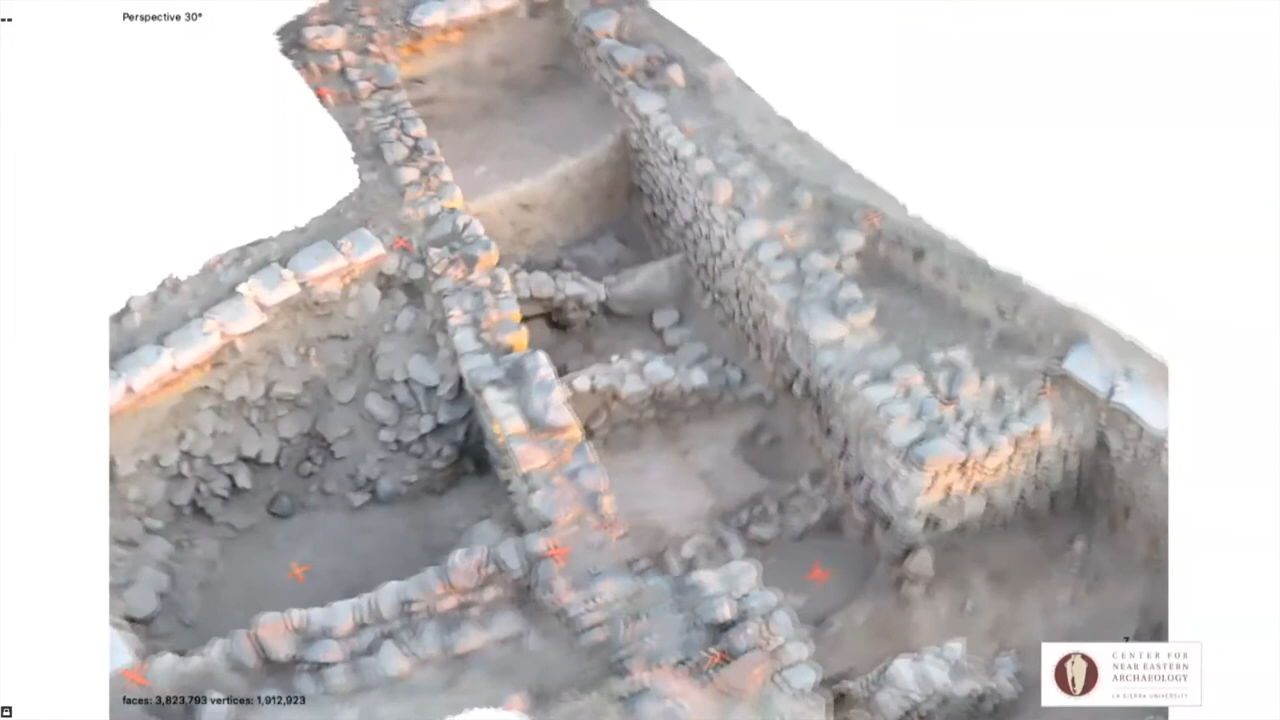 Perspective 30°
faces: 3,823,793 vertices: 1,912,923
CENTER FOR
NEAR EASTERN
ARCHAEOLOGY
LA SIERRA UNIVERSITY